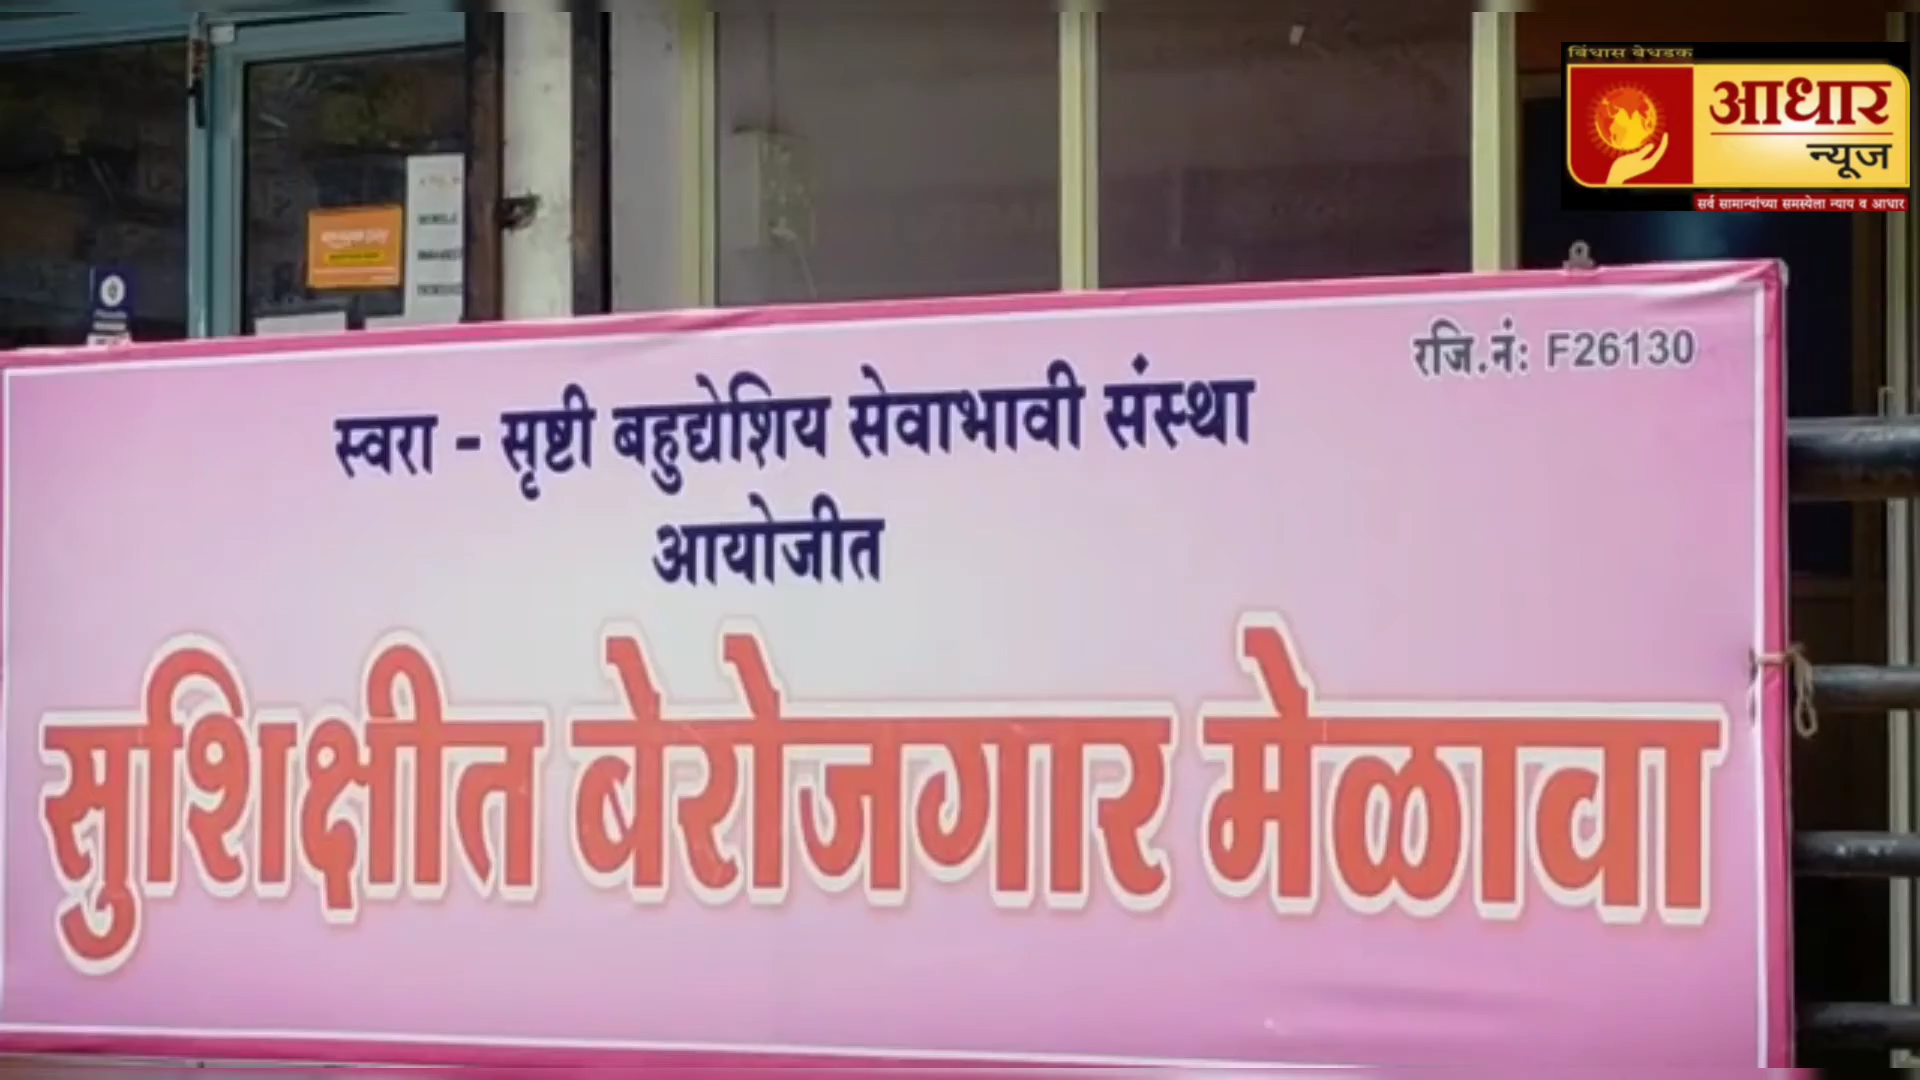 बिंधास बेधडक
आधार
न्यूज
सर्व सामान्यांच्या समस्येला न्याय व आधार
रजि.नं: F26130
स्वरा - सृष्टी बहुद्येशिय सेवाभावी संस्था
आयोजीत
सुशिक्षीत बेरोजगार मेळावा